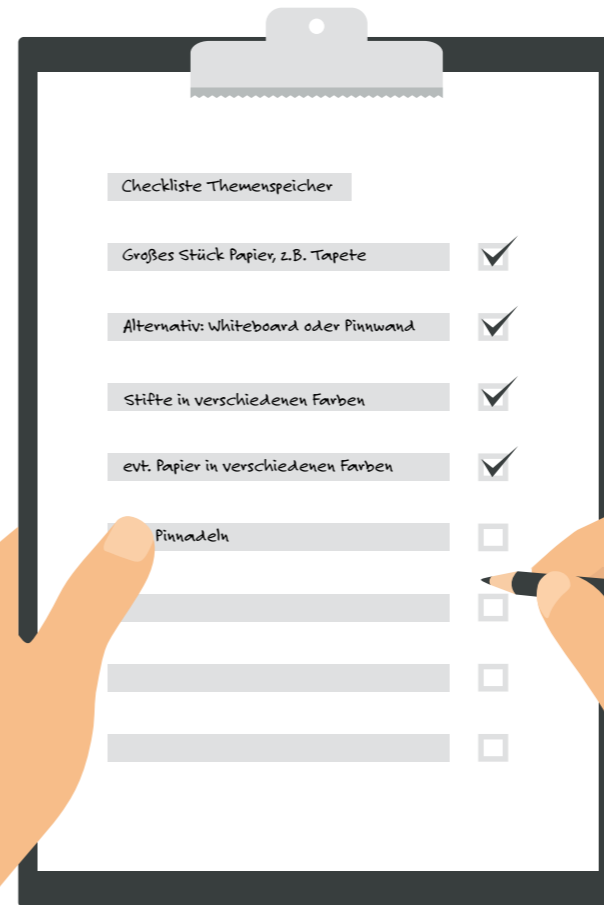 Checkliste Themenspeicher
Großes Stück Papier, z.B. Tapete
Alternativ: Whiteboard oder Pinnwand
Stifte in verschiedenen Farben
evt. Papier in verschiedenen Farben
Pinnadeln